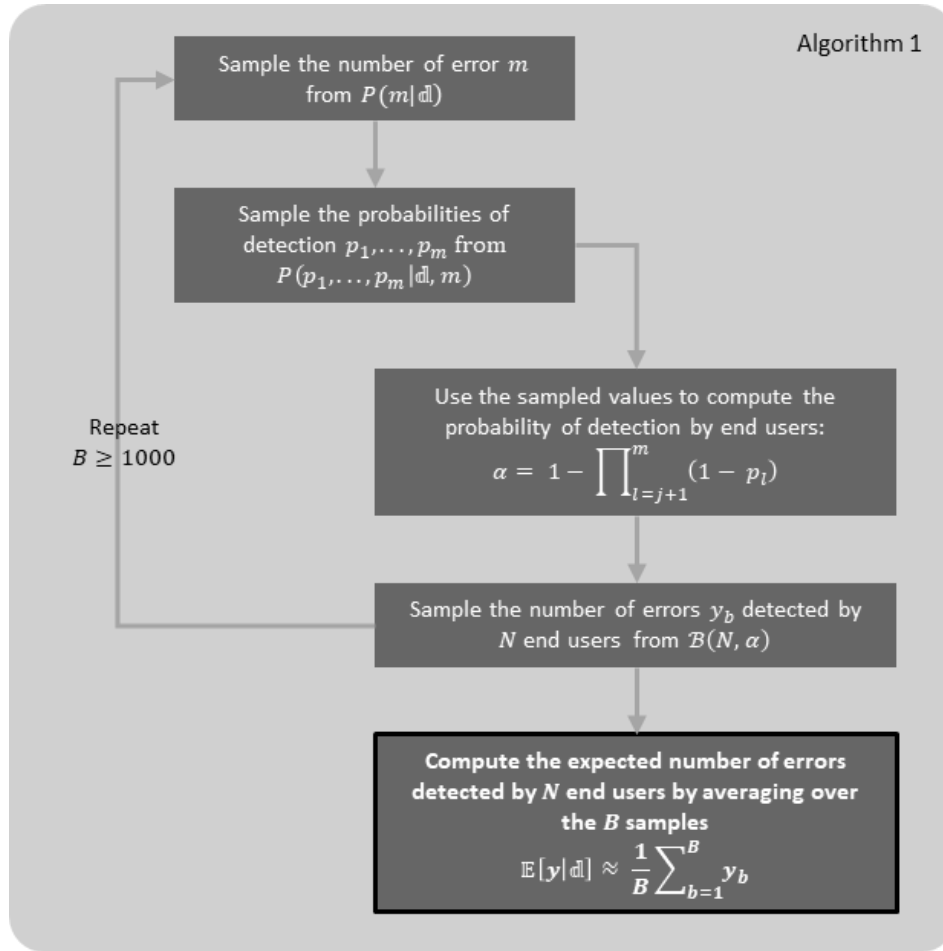 Algorithm 1
Sample the number of error m
from P(m|𝕕)
Sample the probabilities of
detection p₁,...,pₘ from
P(p₁,...,pₘ|𝕕, m)
Use the sampled values to compute the
probability of detection by end users:
α = 1 − ∏ₗ₌ⱼ₊₁ᵐ (1 − pₗ)
Repeat
B ≥ 1000
Sample the number of errors y_b detected by
N end users from ℬ(N, α)
Compute the expected number of errors
detected by N end users by averaging over
the B samples
𝔼[y|𝕕] ≈ 1/B ∑_{b=1}^{B} y_b